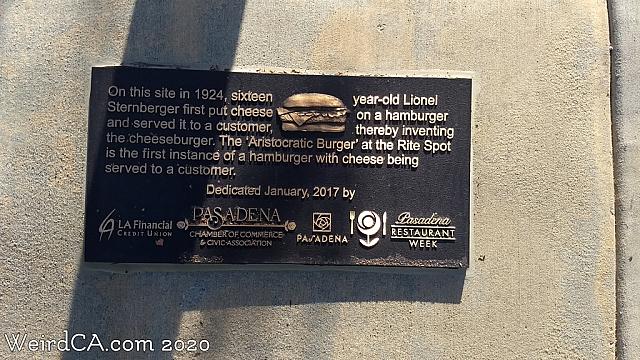 On this site in 1924, sixteen year-old Lionel
Sternberger first put cheese on a hamburger
and served it to a customer, thereby inventing
the cheeseburger. The 'Aristocratic Burger' at the Rite Spot
is the first instance of a hamburger with cheese being
served to a customer.
Dedicated January, 2017 by
LA Financial
CREDIT UNION
PASADENA
CHAMBER OF COMMERCE
& CIVIC ASSOCIATION
PASADENA
Pasadena
RESTAURANT
WEEK
WeirdCA.com 2020